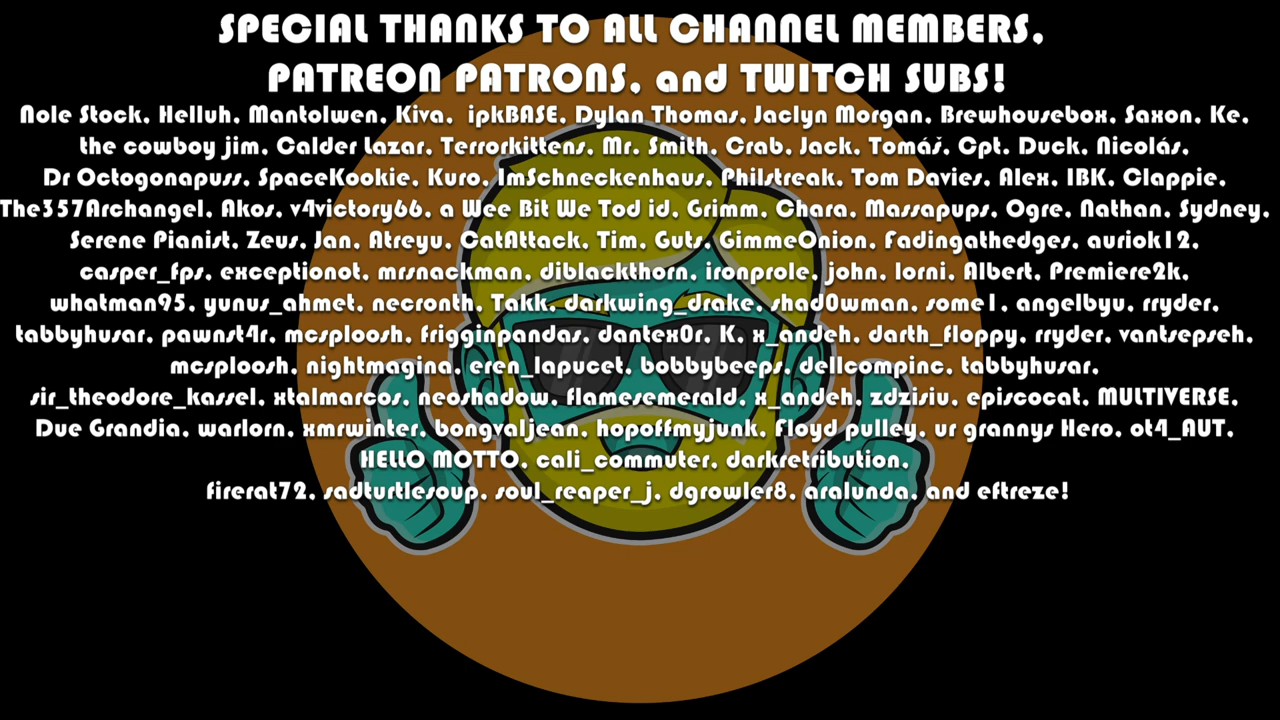 SPECIAL THANKS TO ALL CHANNEL MEMBERS,
PATREON PATRONS, and TWITCH SUBS!
Nole Stock, Helluh, Mantolwen, Kiva, ipkBASE, Dylan Thomas, Jaclyn Morgan, Brewhousebox, Saxon, Ke,
the cowboy jim, Calder Lazar, Terrorkittens, Mr. Smith, Crab, Jack, Tomáš, Cpt. Duck, Nicolás,
Dr Octogonapuss, SpaceKookie, Kuro, ImSchneckenhaus, Philstreak, Tom Davies, Alex, IBK, Clappie,
The357Archangel, Akos, v4victory66, a Wee Bit We Tod id, Grimm, Chara, Massapups, Ogre, Nathan, Sydney,
Serene Pianist, Zeus, Jan, Atreyu, CatAttack, Tim, Guts, GimmeOnion, Fadingathedges, auriok12,
casper_fps, exceptionot, mrsnackman, diblackthorn, ironprole, john, lorni, Albert, Premiere2k,
whatman95, yunus_ahmet, necronth, Takk, darkwing_drake, shad0wman, some1, angelbyu, rryder,
tabbyhusar, pawnst4r, mcsploosh, frigginpandas, dantex0r, K, x_andeh, darth_floppy, rryder, vantsepseh,
mcsploosh, nightmagina, eren_lapucet, bobbybeeps, dellcompinc, tabbyhusar,
sir_theodore_kassel, xtalmarcos, neoshadow, flamesemerald, x_andeh, zdzisiu, episcocat, MULTIVERSE,
Due Grandia, warlorn, xmrwinter, bongvaljean, hopoffmyjunk, Floyd pulley, ur grannys Hero, ot4_AUT,
HELLO MOTTO, cali_commuter, darkretribution,
firerat72, sadturtlesoup, soul_reaper_j, dgrowler8, aralunda, and eftreze!